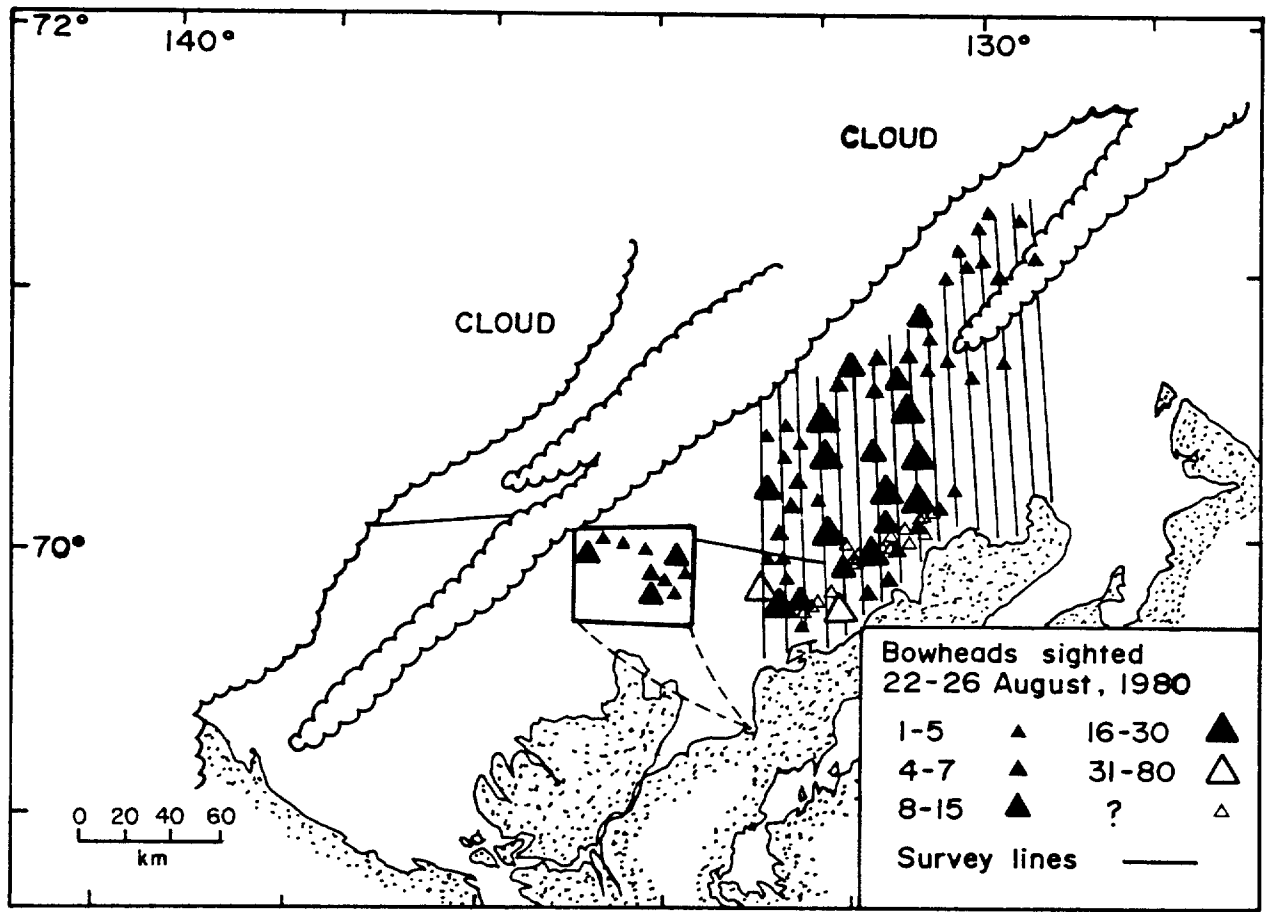 72°
140°
130°
CLOUD
CLOUD
70°
0 20 40 60
km
Bowheads sighted
22-26 August, 1980
1-5 16-30
4-7 31-80
8-15 ?
Survey lines